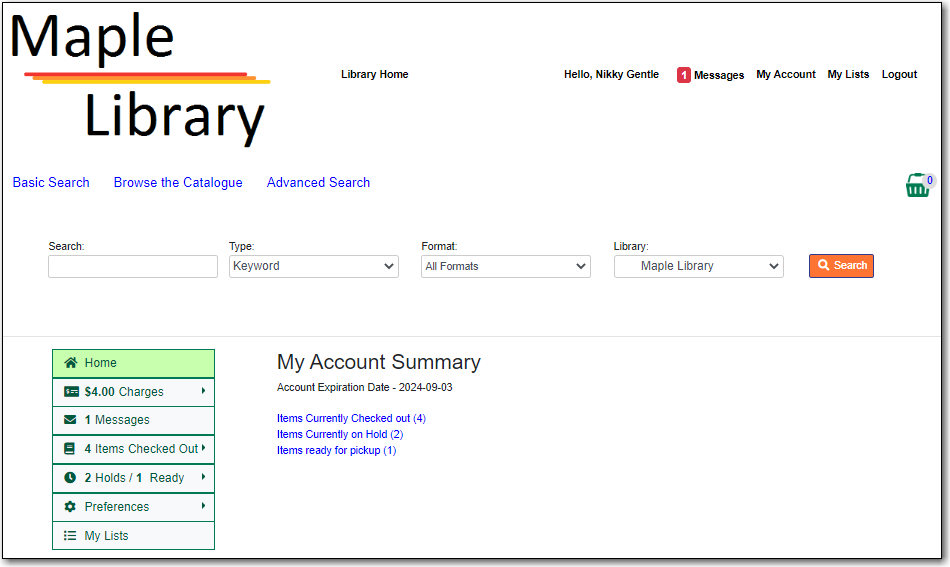 Maple
Library
Library Home
Hello, Nikky Gentle
1 Messages
My Account
My Lists
Logout
Basic Search
Browse the Catalogue
Advanced Search
0
Search:
Type:
Format:
Library:
Keyword
All Formats
Maple Library
Search
Home
$4.00 Charges
1 Messages
4 Items Checked Out
2 Holds / 1 Ready
Preferences
My Lists
My Account Summary
Account Expiration Date - 2024-09-03
Items Currently Checked out (4)
Items Currently on Hold (2)
Items ready for pickup (1)